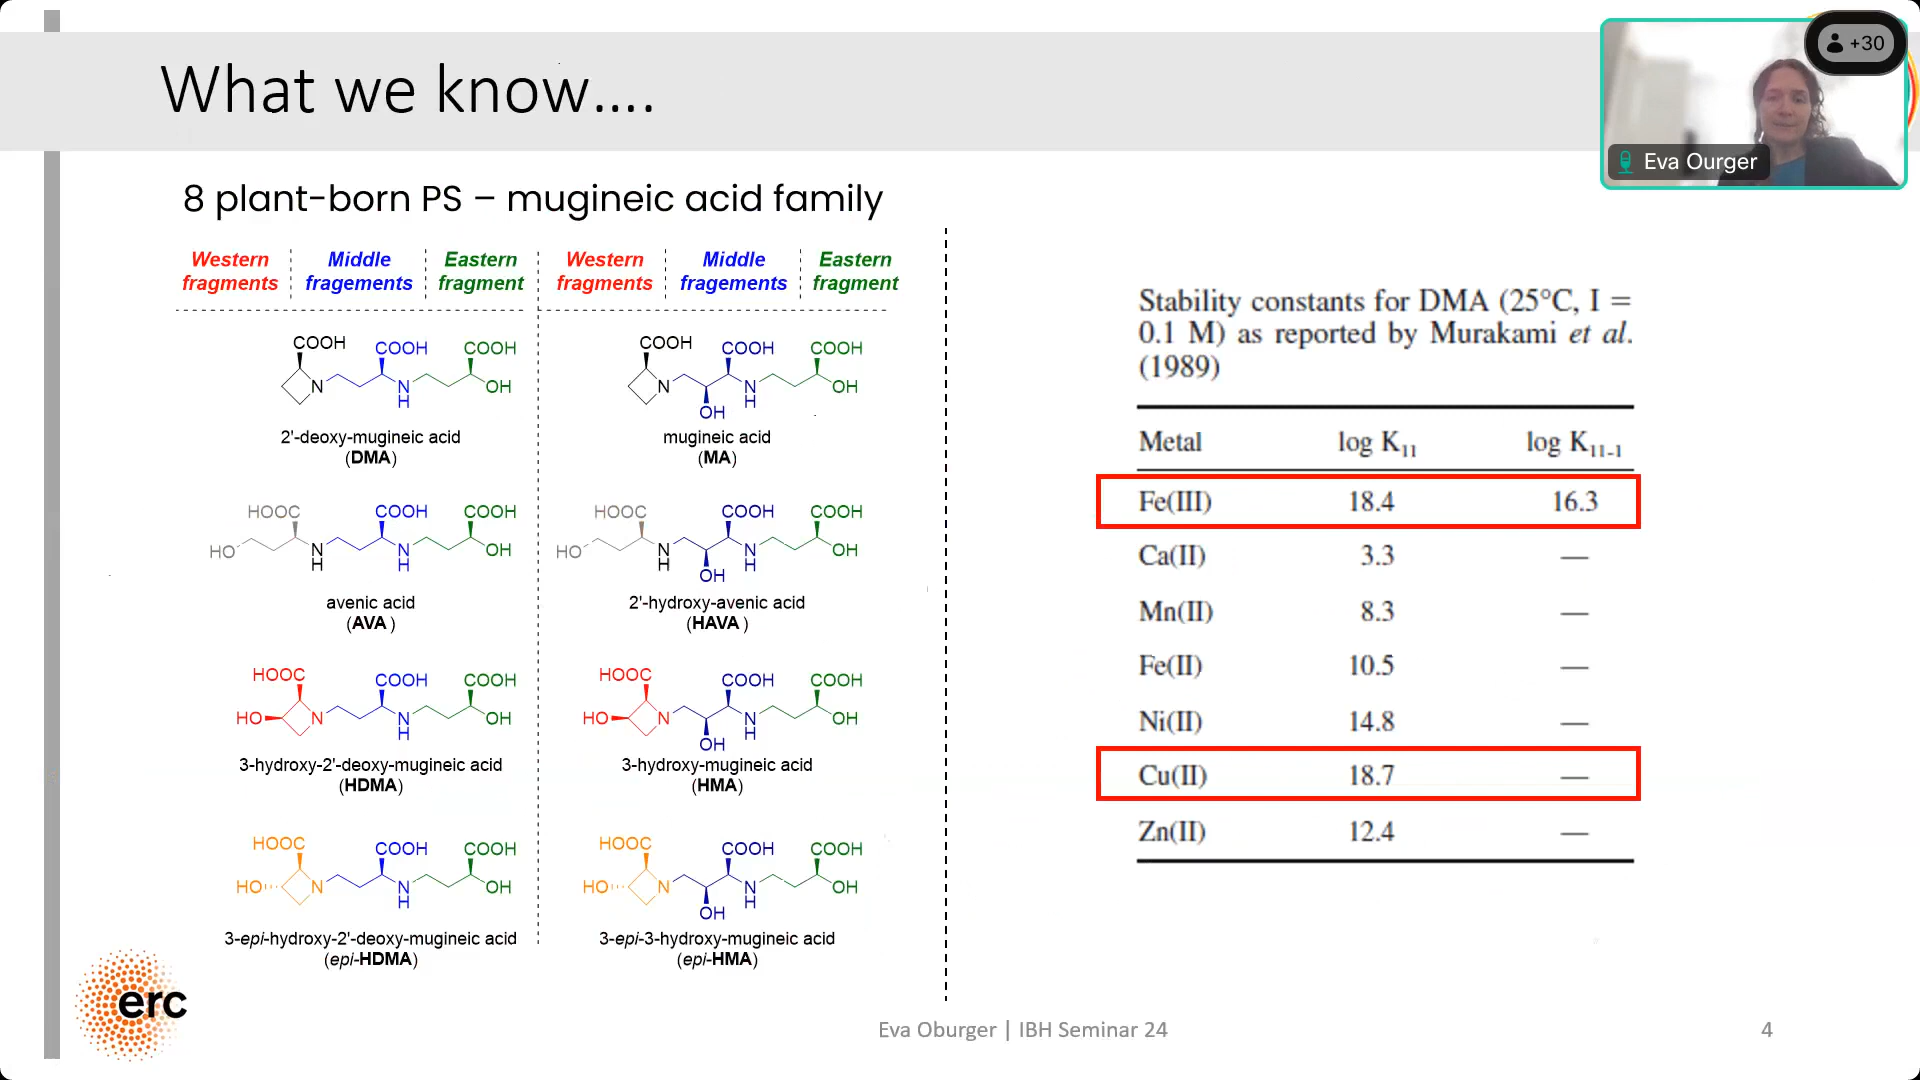 What we know....
+30
Eva Ourger
8 plant-born PS – mugineic acid family
Western fragments
Middle fragements
Eastern fragment
Western fragments
Middle fragements
Eastern fragment
COOH
COOH
COOH
N
N
H
OH
2'-deoxy-mugineic acid
(DMA)
COOH
COOH
COOH
N
OH
N
H
OH
mugineic acid
(MA)
HOOC
COOH
COOH
HO
N
H
N
H
OH
avenic acid
(AVA )
HOOC
COOH
COOH
HO
N
H
OH
N
H
OH
2'-hydroxy-avenic acid
(HAVA )
HOOC
COOH
COOH
HO
N
N
H
OH
3-hydroxy-2'-deoxy-mugineic acid
(HDMA)
HOOC
COOH
COOH
HO
N
OH
N
H
OH
3-hydroxy-mugineic acid
(HMA)
HOOC
COOH
COOH
HO
N
N
H
OH
3-epi-hydroxy-2'-deoxy-mugineic acid
(epi-HDMA)
HOOC
COOH
COOH
HO
N
OH
N
H
OH
3-epi-3-hydroxy-mugineic acid
(epi-HMA)
Stability constants for DMA (25°C, I =
0.1 M) as reported by Murakami et al.
(1989)
Metal log K11 log K11-1
Fe(III) 18.4 16.3
Ca(II) 3.3 —
Mn(II) 8.3 —
Fe(II) 10.5 —
Ni(II) 14.8 —
Cu(II) 18.7 —
Zn(II) 12.4 —
erc
Eva Oburger | IBH Seminar 24
4